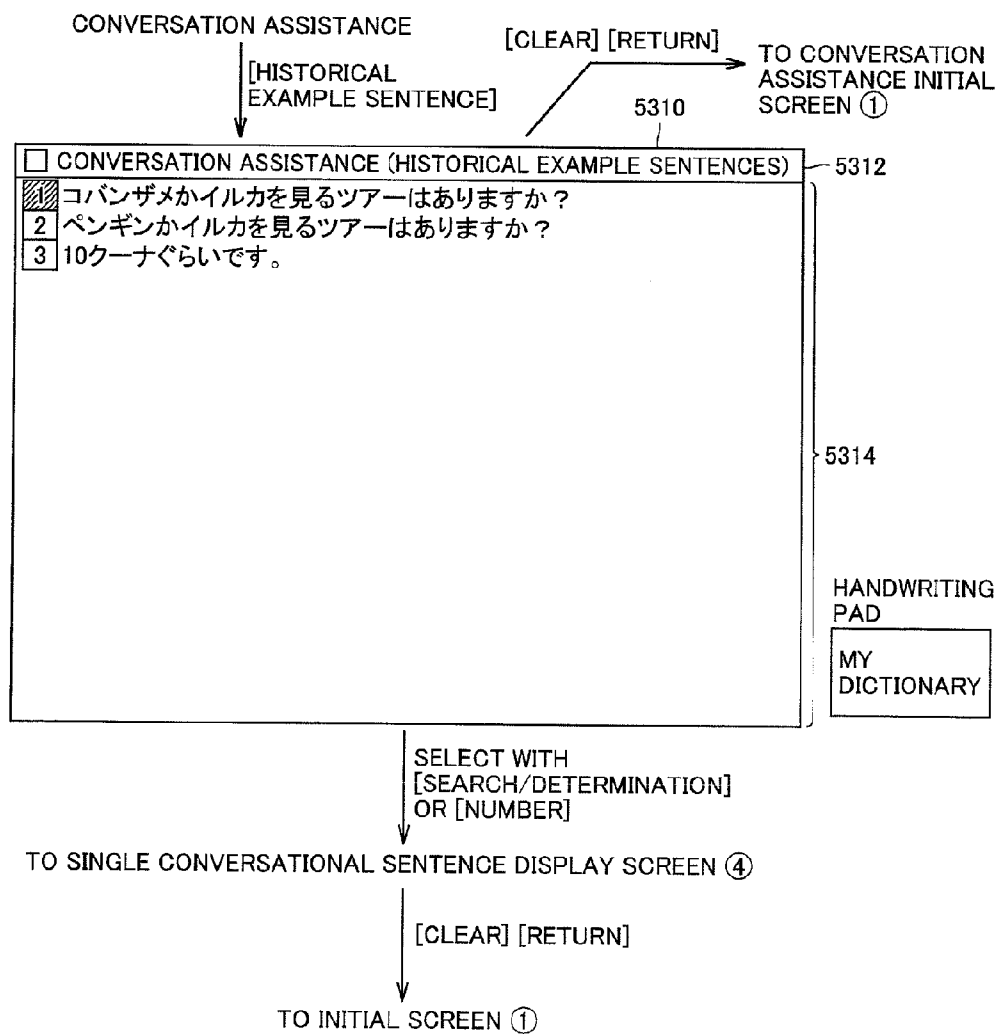 CONVERSATION ASSISTANCE
[HISTORICAL
EXAMPLE SENTENCE]
[CLEAR] [RETURN]
TO CONVERSATION
ASSISTANCE INITIAL
SCREEN ①
5310
CONVERSATION ASSISTANCE (HISTORICAL EXAMPLE SENTENCES)
5312
1 コバンザメかイルカを見るツアーはありますか？
2 ペンギンかイルカを見るツアーはありますか？
3 10クーナぐらいです。
5314
HANDWRITING
PAD
MY
DICTIONARY
SELECT WITH
[SEARCH/DETERMINATION]
OR [NUMBER]
TO SINGLE CONVERSATIONAL SENTENCE DISPLAY SCREEN ④
[CLEAR] [RETURN]
TO INITIAL SCREEN ①